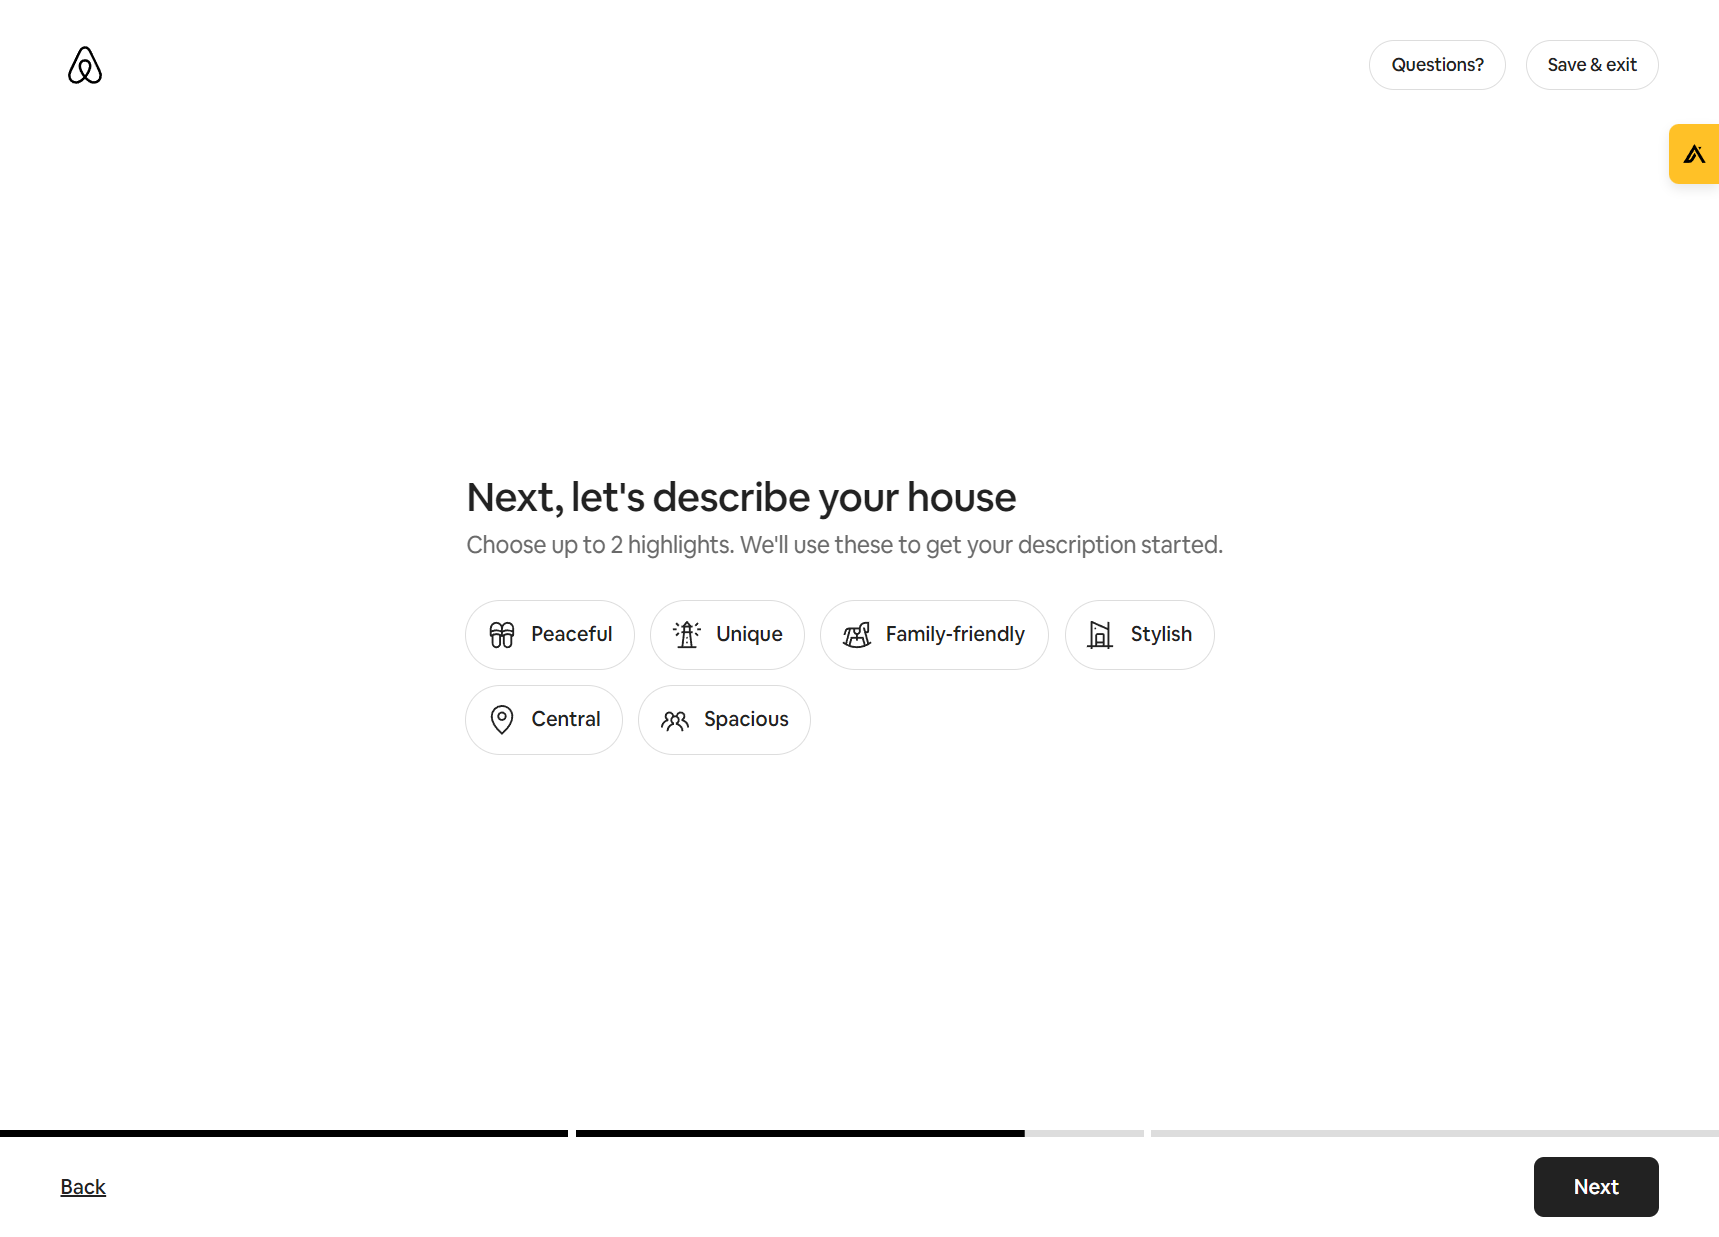 Questions?
Save & exit
Next, let's describe your house
Choose up to 2 highlights. We'll use these to get your description started.
Peaceful
Unique
Family-friendly
Stylish
Central
Spacious
Back
Next